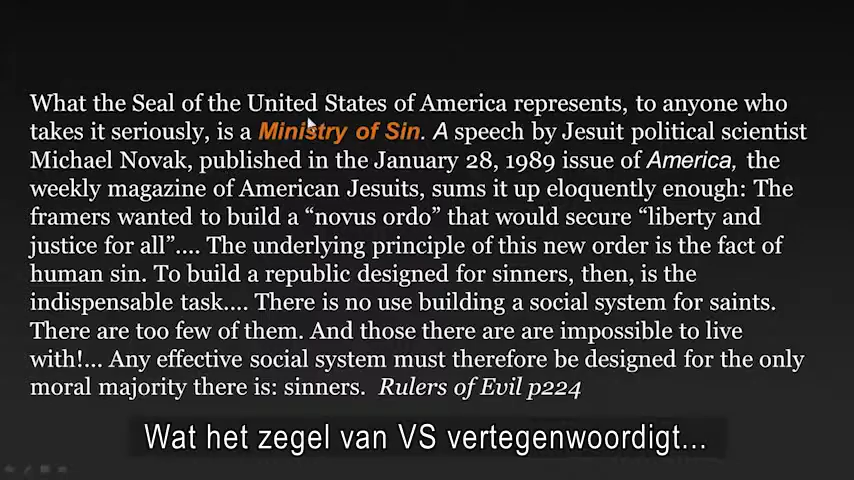 What the Seal of the United States of America represents, to anyone who
takes it seriously, is a Ministry of Sin. A speech by Jesuit political scientist
Michael Novak, published in the January 28, 1989 issue of America, the
weekly magazine of American Jesuits, sums it up eloquently enough: The
framers wanted to build a “novus ordo” that would secure “liberty and
justice for all”.... The underlying principle of this new order is the fact of
human sin. To build a republic designed for sinners, then, is the
indispensable task.... There is no use building a social system for saints.
There are too few of them. And those there are are impossible to live
with!... Any effective social system must therefore be designed for the only
moral majority there is: sinners. Rulers of Evil p224
Wat het zegel van VS vertegenwoordigt...